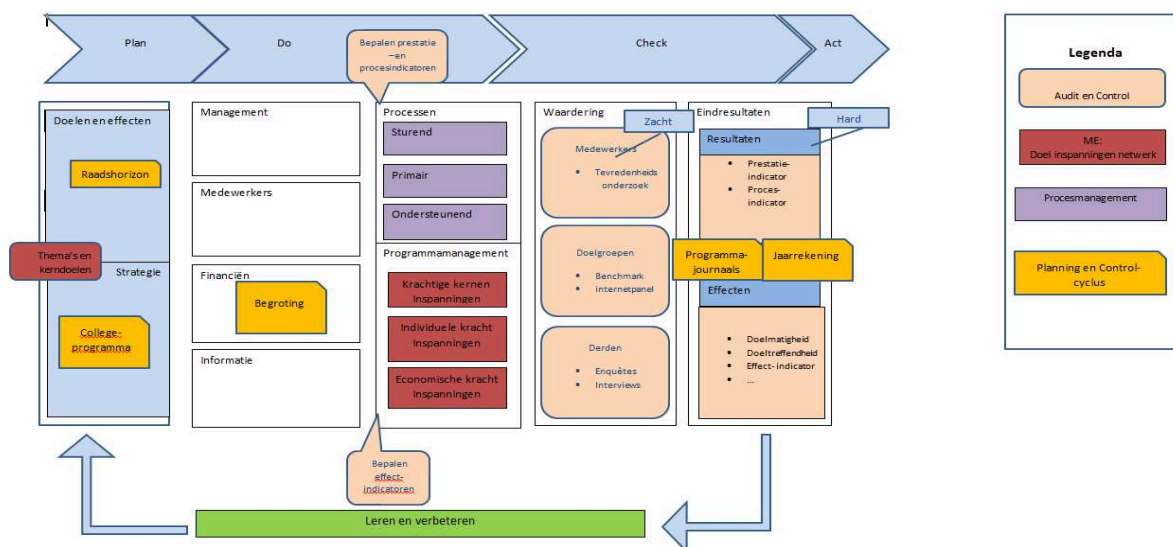 Plan
Do
Bepalen prestatie
–en
procesindicatoren
Check
Act
Doelen en effecten
Raadshorizon
Thema's en
kerndoelen
Strategie
College-
programma
Management
Medewerkers
Financiën
Begroting
Informatie
Processen
Sturend
Primair
Ondersteunend
Programmamanagement
Krachtige kernen
Inspanningen
Individuele kracht
Inspanningen
Economische kracht
Inspanningen
Bepalen
effect-
indicatoren
Waardering
Zacht
Medewerkers
• Tevredenheids
onderzoek
Doelgroepen
• Benchmark
• internetpanel
Derden
• Enquêtes
• Interviews
Eindresultaten
Hard
Resultaten
• Prestatie-
indicator
• Proces-
indicator
Programma-
journaals
Jaarrekening
Effecten
• Doelmatigheid
• Doeltreffendheid
• Effect- indicator
• ...
Leren en verbeteren
Legenda
Audit en Control
ME:
Doel inspanningen netwerk
Procesmanagement
Planning en Control-
cyclus